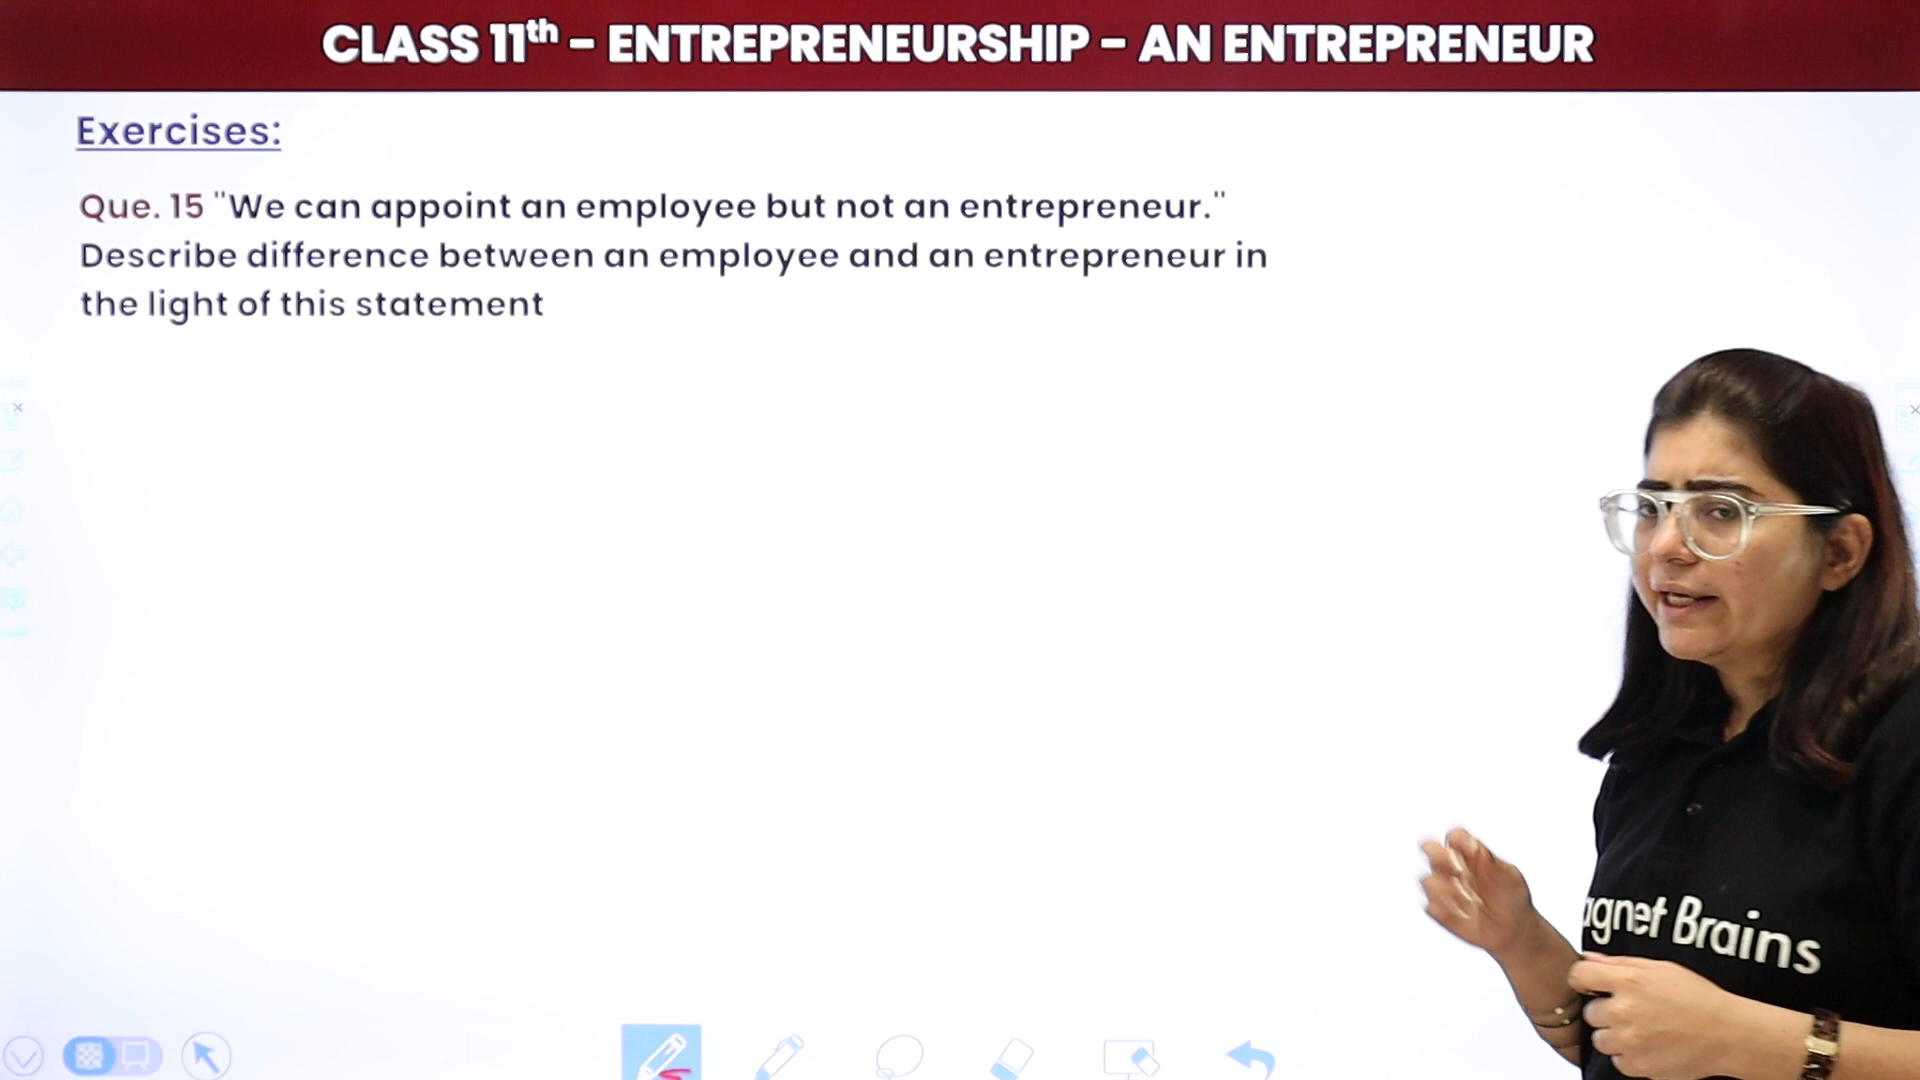 CLASS 11th – ENTREPRENEURSHIP – AN ENTREPRENEUR
Exercises:
Que. 15 "We can appoint an employee but not an entrepreneur."
Describe difference between an employee and an entrepreneur in
the light of this statement
agnet Brains